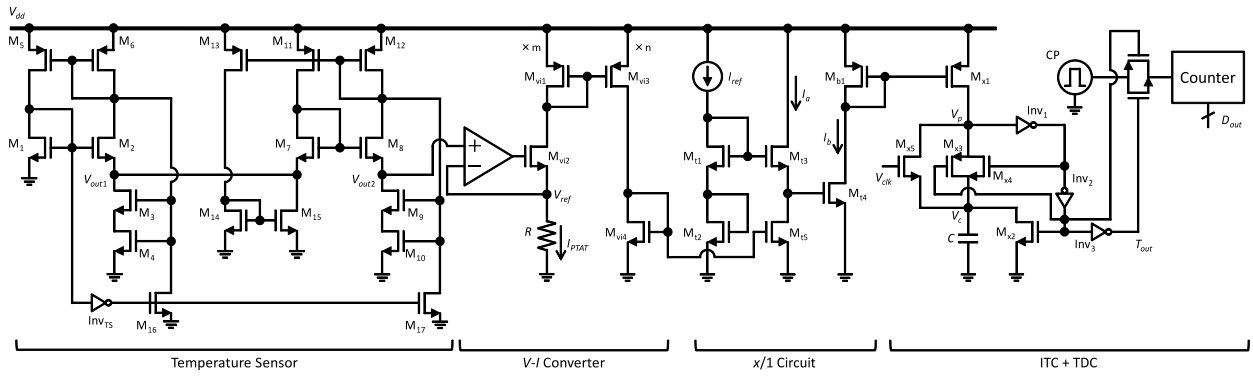 Vdd
M5
M6
M13
M11
M12
× m
× n
Mvi1
Mvi3
Iref
Ia
Mb1
Mx1
CP
Counter
Dout
M1
M2
M7
M8
+
−
Mvi2
Mt1
Mt3
Ib
Vp
Inv1
Mx5
Mx3
Mx4
Vclk
Inv2
Vout1
Vout2
Vref
Mt4
M3
M14
M15
M9
R
IPTAT
Mvi4
Mt2
Mt5
Vc
C
Mx2
Inv3
Tout
M4
M10
InvTS
M16
M17
Temperature Sensor
V-I Converter
x/1 Circuit
ITC + TDC